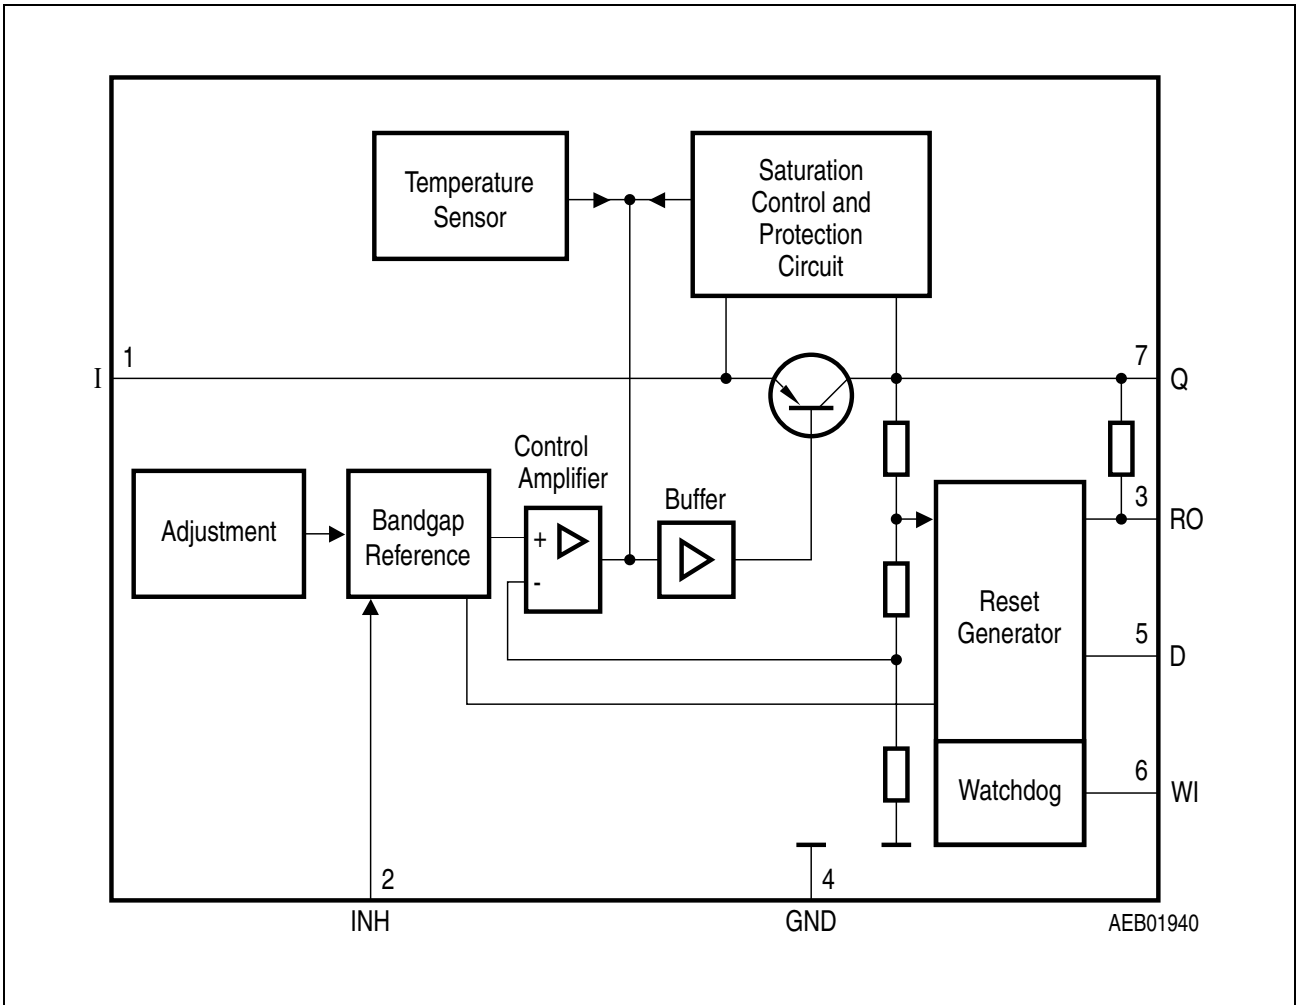 Temperature
Sensor
Saturation
Control and
Protection
Circuit
I
1
7
Q
Control
Amplifier
Buffer
Adjustment
Bandgap
Reference
+
-
3
RO
Reset
Generator
5
D
Watchdog
6
WI
2
INH
4
GND
AEB01940